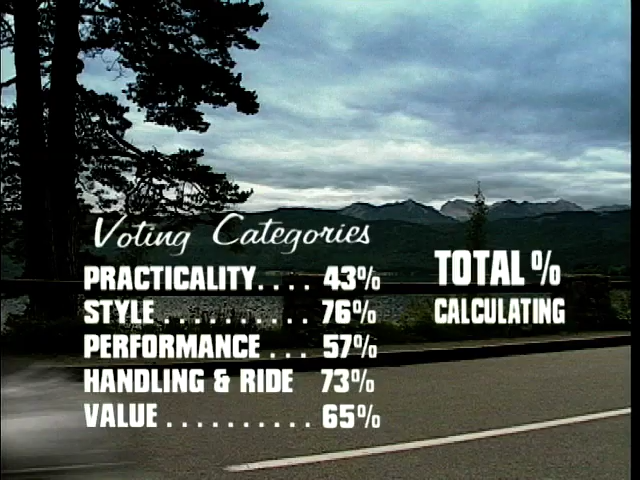 Voting Categories
PRACTICALITY.... 43%
STYLE.......... 76%
PERFORMANCE... 57%
HANDLING & RIDE 73%
VALUE.......... 65%
TOTAL %
CALCULATING